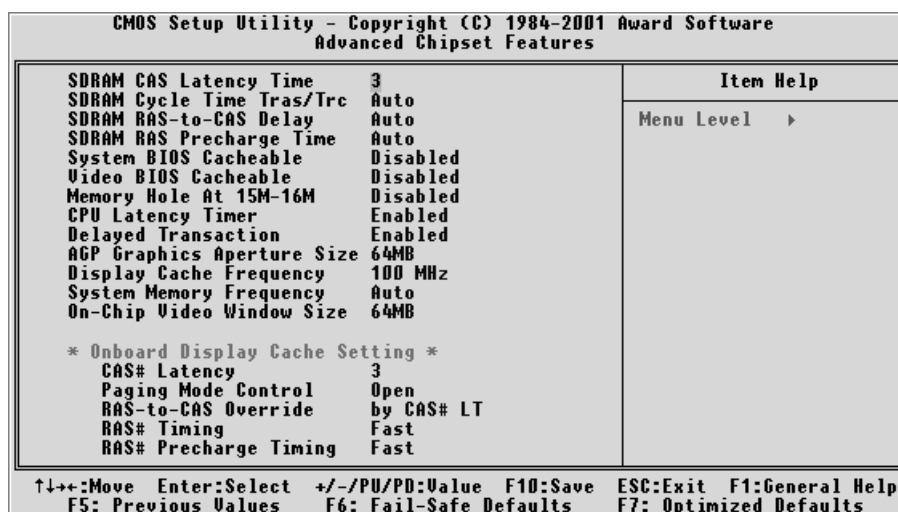 CMOS Setup Utility - Copyright (C) 1984-2001 Award Software
Advanced Chipset Features
SDRAM CAS Latency Time 3
SDRAM Cycle Time Tras/Trc Auto
SDRAM RAS-to-CAS Delay Auto
SDRAM RAS Precharge Time Auto
System BIOS Cacheable Disabled
Video BIOS Cacheable Disabled
Memory Hole At 15M-16M Disabled
CPU Latency Timer Enabled
Delayed Transaction Enabled
AGP Graphics Aperture Size 64MB
Display Cache Frequency 100 MHz
System Memory Frequency Auto
On-Chip Video Window Size 64MB
* Onboard Display Cache Setting *
CAS# Latency 3
Paging Mode Control Open
RAS-to-CAS Override by CAS# LT
RAS# Timing Fast
RAS# Precharge Timing Fast
Item Help
Menu Level ▸
↑↓→←:Move Enter:Select +/-/PU/PD:Value F10:Save ESC:Exit F1:General Help
F5: Previous Values F6: Fail-Safe Defaults F7: Optimized Defaults